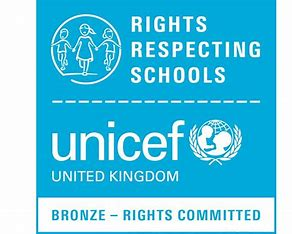 RIGHTS
RESPECTING
SCHOOLS
unicef
UNITED KINGDOM
BRONZE – RIGHTS COMMITTED